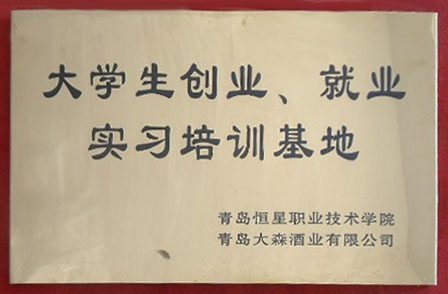 大学生创业、就业
实习培训基地
青岛恒星职业技术学院
青岛大森酒业有限公司